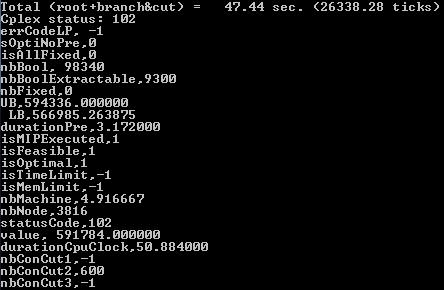 Total (root+branch&cut) =   47.44 sec. (26338.28 ticks)
Cplex status: 102
errCodeLP, -1
sOptiNoPre,0
isAllFixed,0
nbBool, 98340
nbBoolExtractable,9300
nbFixed,0
UB,594336.000000
 LB,566985.263875
durationPre,3.172000
isMIPExecuted,1
isFeasible,1
isOptimal,1
isTimeLimit,-1
isMemLimit,-1
nbMachine,4.916667
nbNode,3816
statusCode,102
value, 591784.000000
durationCpuClock,50.884000
nbConCut1,-1
nbConCut2,600
nbConCut3,-1